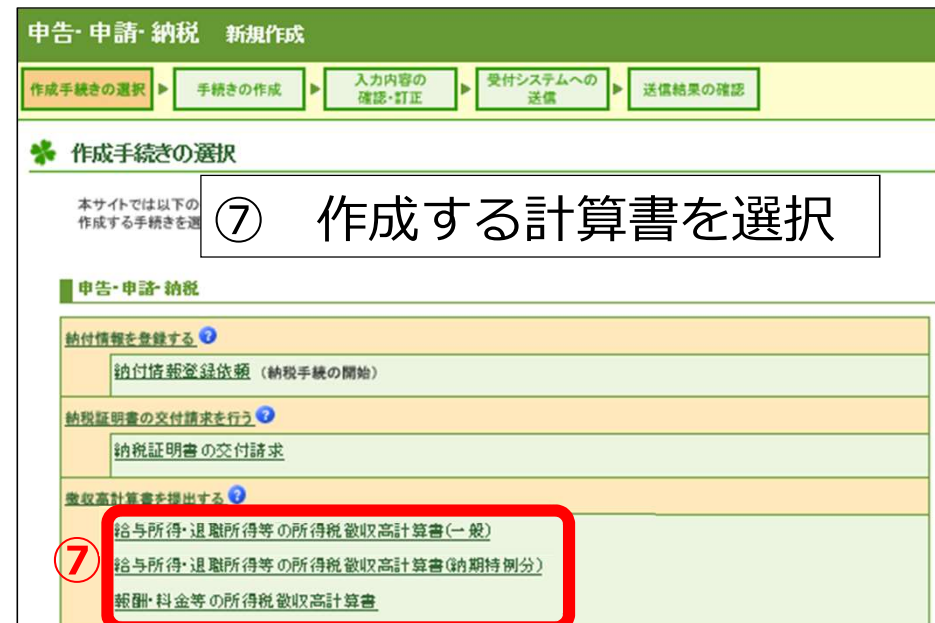 申告・申請・納税 新規作成
作成手続きの選択 ▶ 手続きの作成 ▶ 入力内容の確認・訂正 ▶ 受付システムへの送信 ▶ 送信結果の確認
作成手続きの選択
本サイトでは以下の
作成する手続きを選
⑦ 作成する計算書を選択
申告・申請・納税
納付情報を登録する ?
納付情報登録依頼 (納税手続の開始)
納税証明書の交付請求を行う ?
納税証明書の交付請求
徴収高計算書を提出する ?
⑦
給与所得・退職所得等の所得税徴収高計算書(一般)
給与所得・退職所得等の所得税徴収高計算書(納期特例分)
報酬・料金等の所得税徴収高計算書